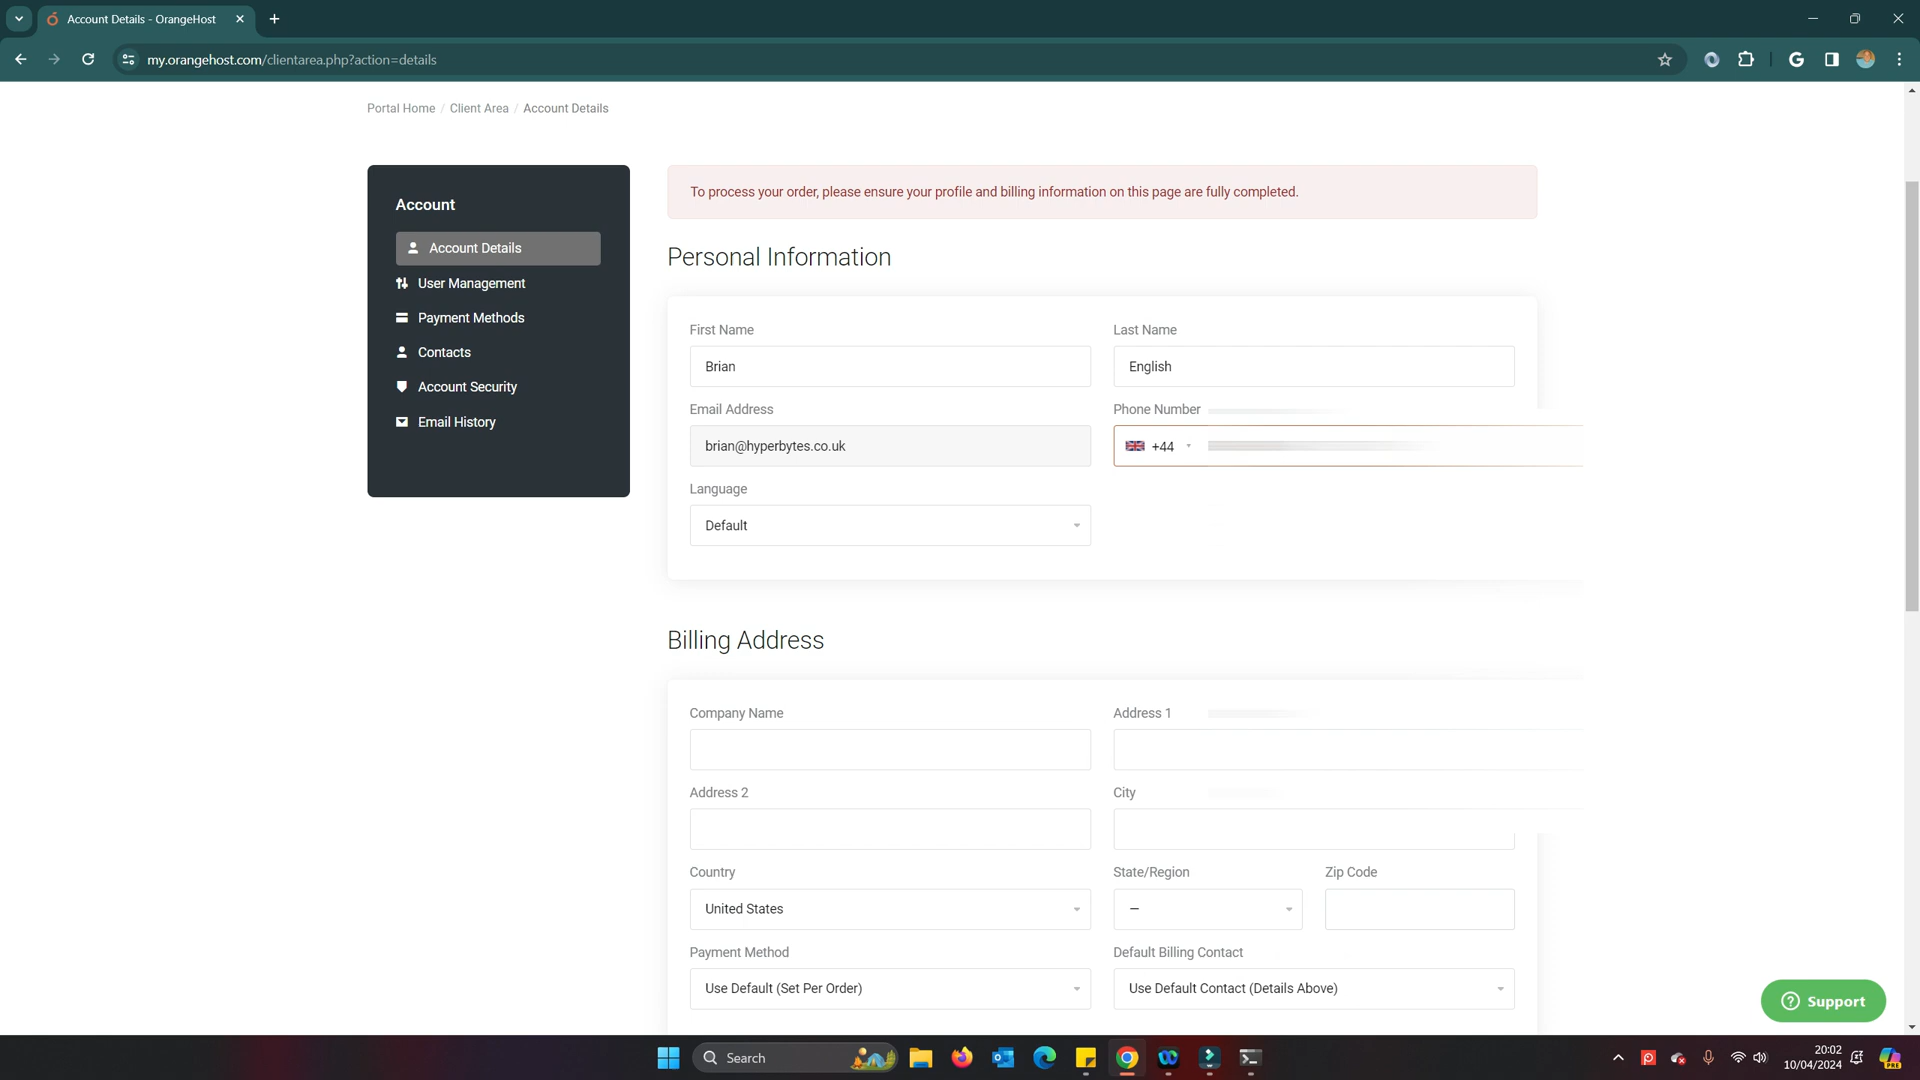 Account Details - OrangeHost
my.orangehost.com/clientarea.php?action=details
Portal Home / Client Area / Account Details
Account
Account Details
User Management
Payment Methods
Contacts
Account Security
Email History
To process your order, please ensure your profile and billing information on this page are fully completed.
Personal Information
First Name
Last Name
Brian
English
Email Address
Phone Number
brian@hyperbytes.co.uk
+44
Language
Default
Billing Address
Company Name
Address 1
Address 2
City
Country
State/Region
Zip Code
United States
—
Payment Method
Default Billing Contact
Use Default (Set Per Order)
Use Default Contact (Details Above)
Support
Search
20:02
10/04/2024
PRE